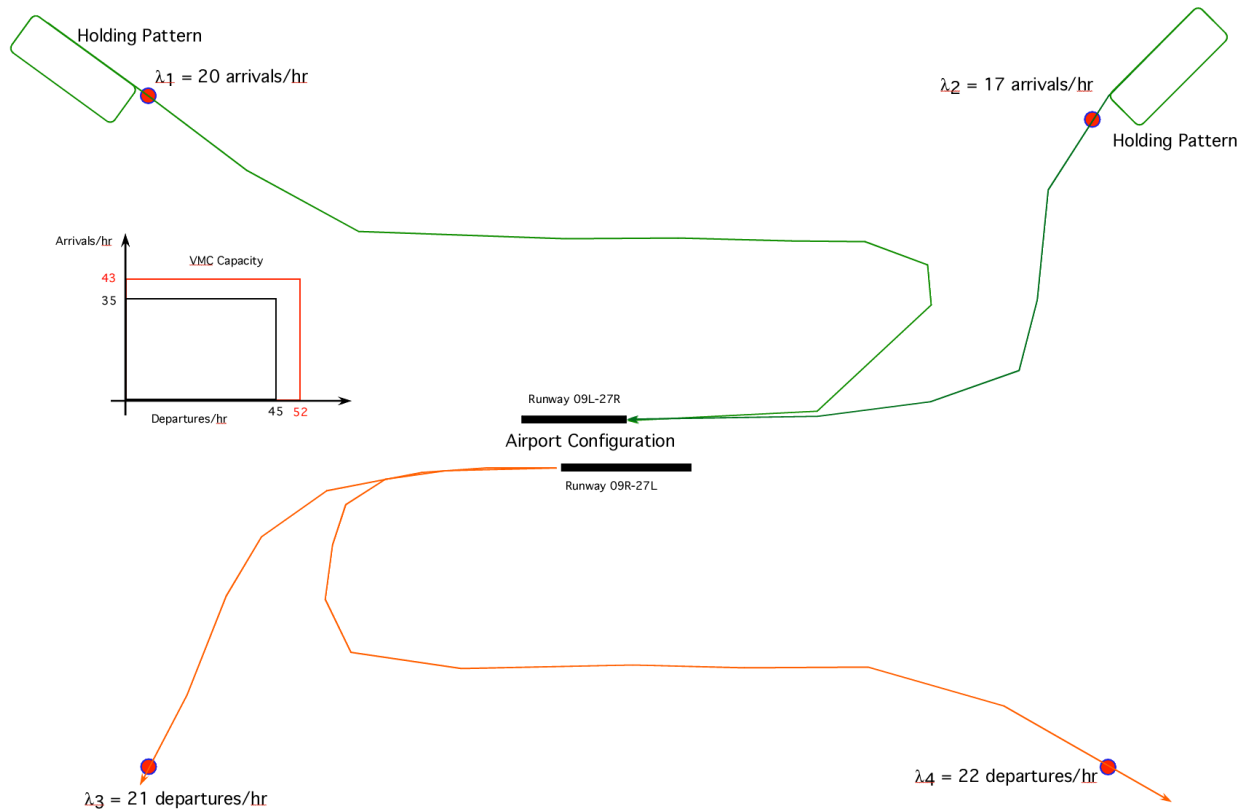 Holding Pattern
λ1 = 20 arrivals/hr
λ2 = 17 arrivals/hr
Holding Pattern
Arrivals/hr
VMC Capacity
43
35
45
52
Departures/hr
Runway 09L-27R
Airport Configuration
Runway 09R-27L
λ4 = 22 departures/hr
λ3 = 21 departures/hr